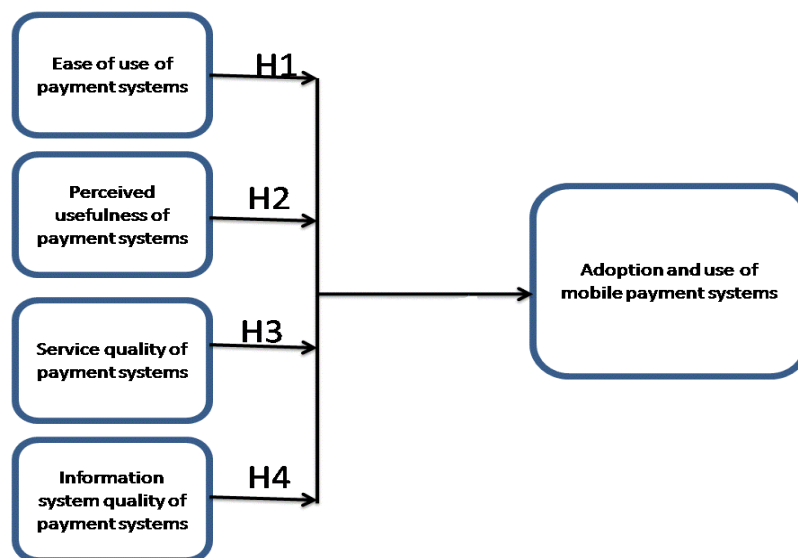 Ease of use of
payment systems
H1
Perceived
usefulness of
payment systems
H2
Service quality of
payment systems
H3
Information
system quality of
payment systems
H4
Adoption and use of
mobile payment systems